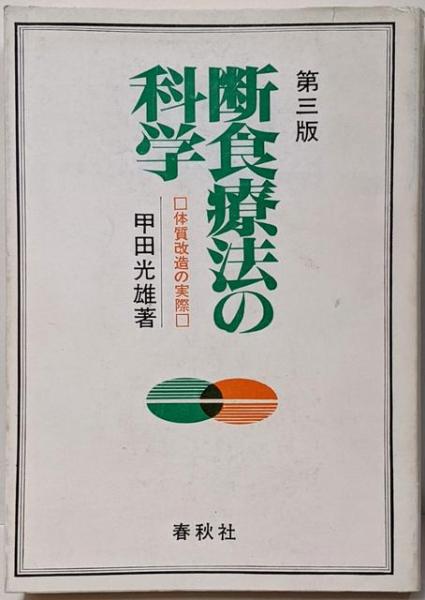 第三版
断食療法の
科学
□体質改造の実際□
甲田光雄著
春秋社